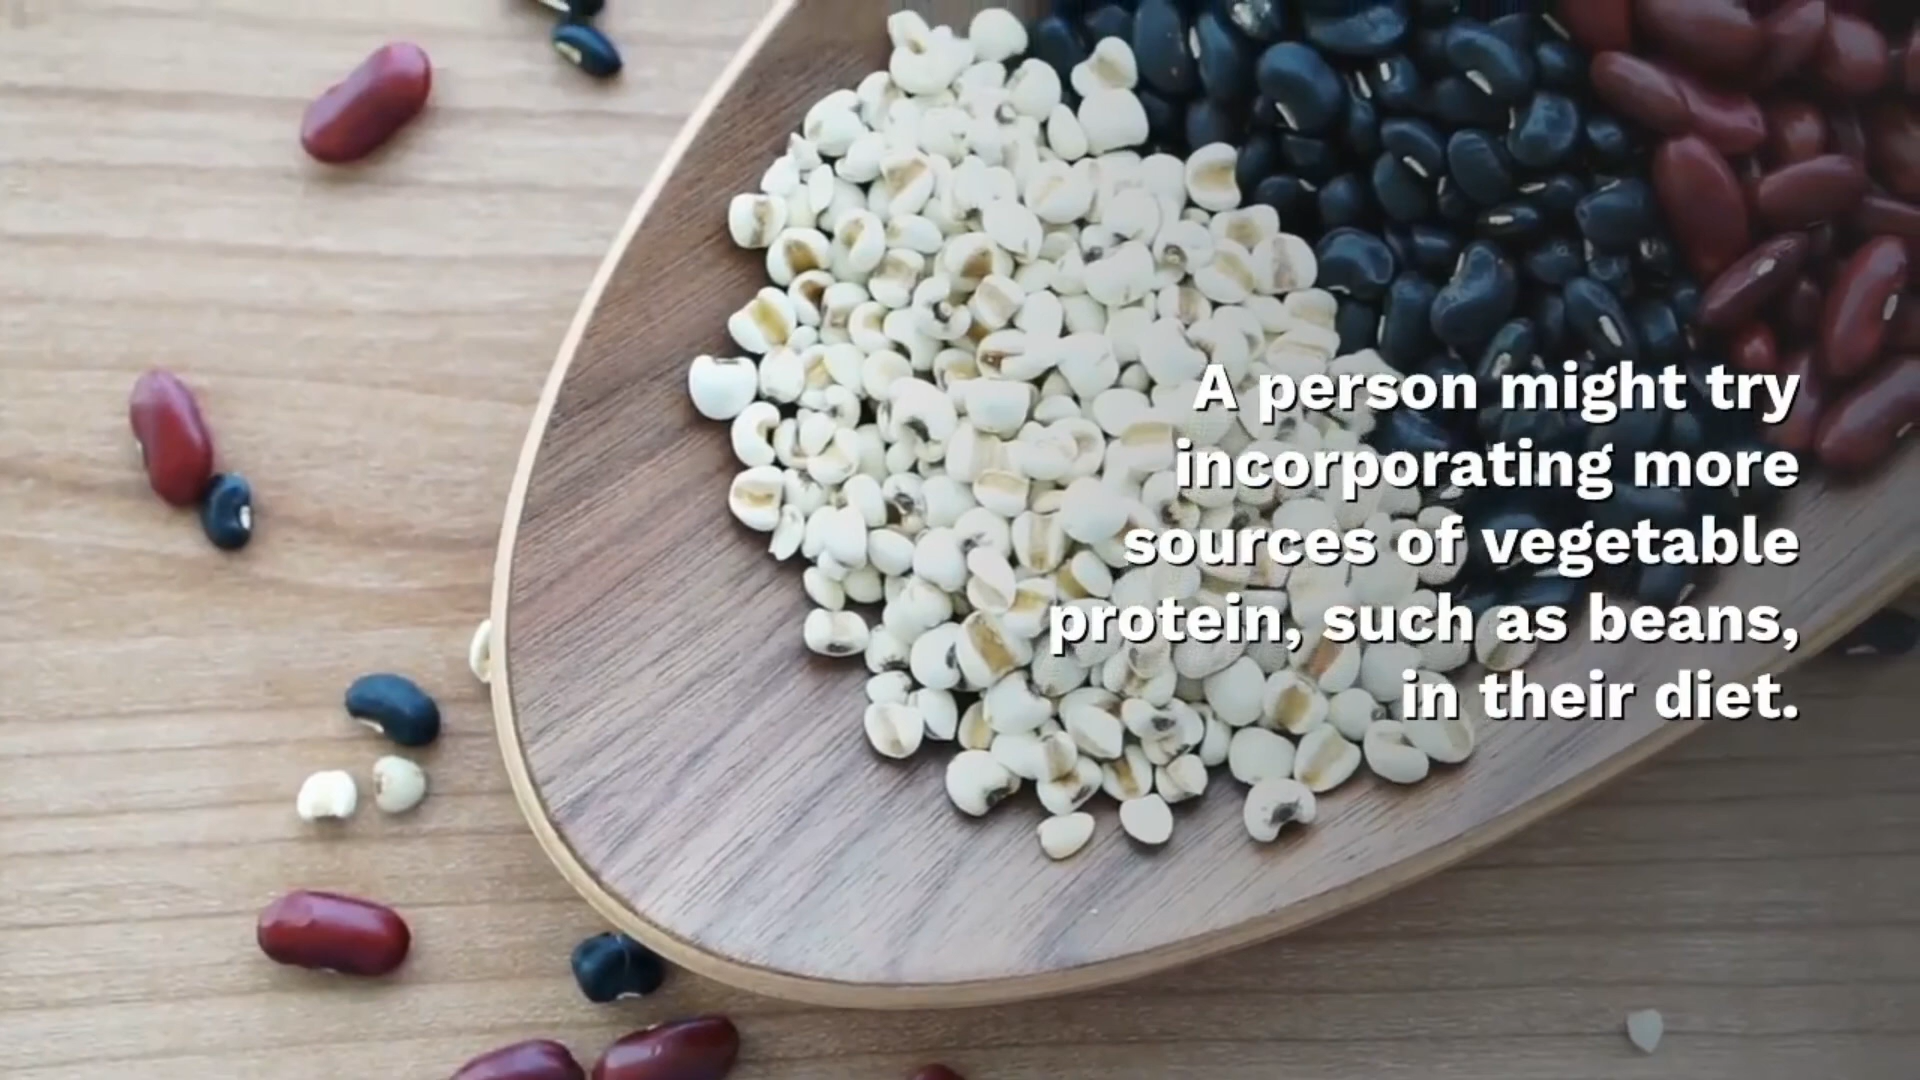 A person might try
incorporating more
sources of vegetable
protein, such as beans,
in their diet.